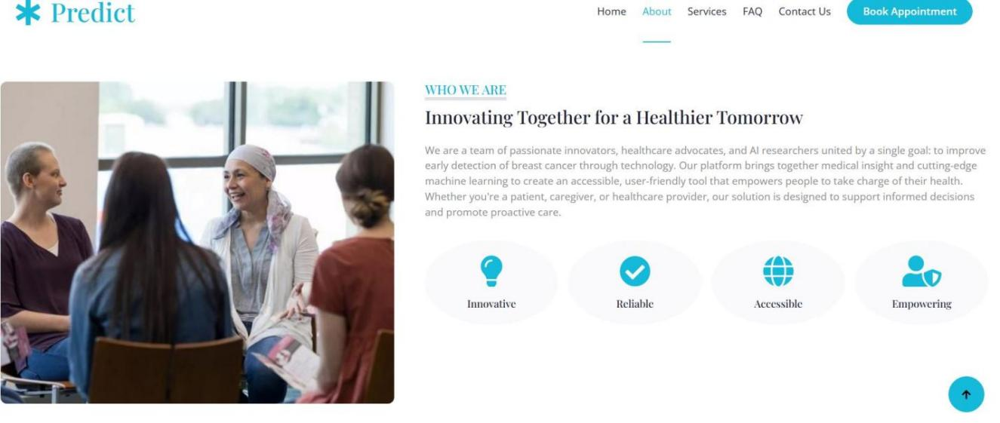 Predict
Home About Services FAQ Contact Us Book Appointment
WHO WE ARE
Innovating Together for a Healthier Tomorrow
We are a team of passionate innovators, healthcare advocates, and AI researchers united by a single goal: to improve
early detection of breast cancer through technology. Our platform brings together medical insight and cutting-edge
machine learning to create an accessible, user-friendly tool that empowers people to take charge of their health.
Whether you're a patient, caregiver, or healthcare provider, our solution is designed to support informed decisions
and promote proactive care.
Innovative Reliable Accessible Empowering